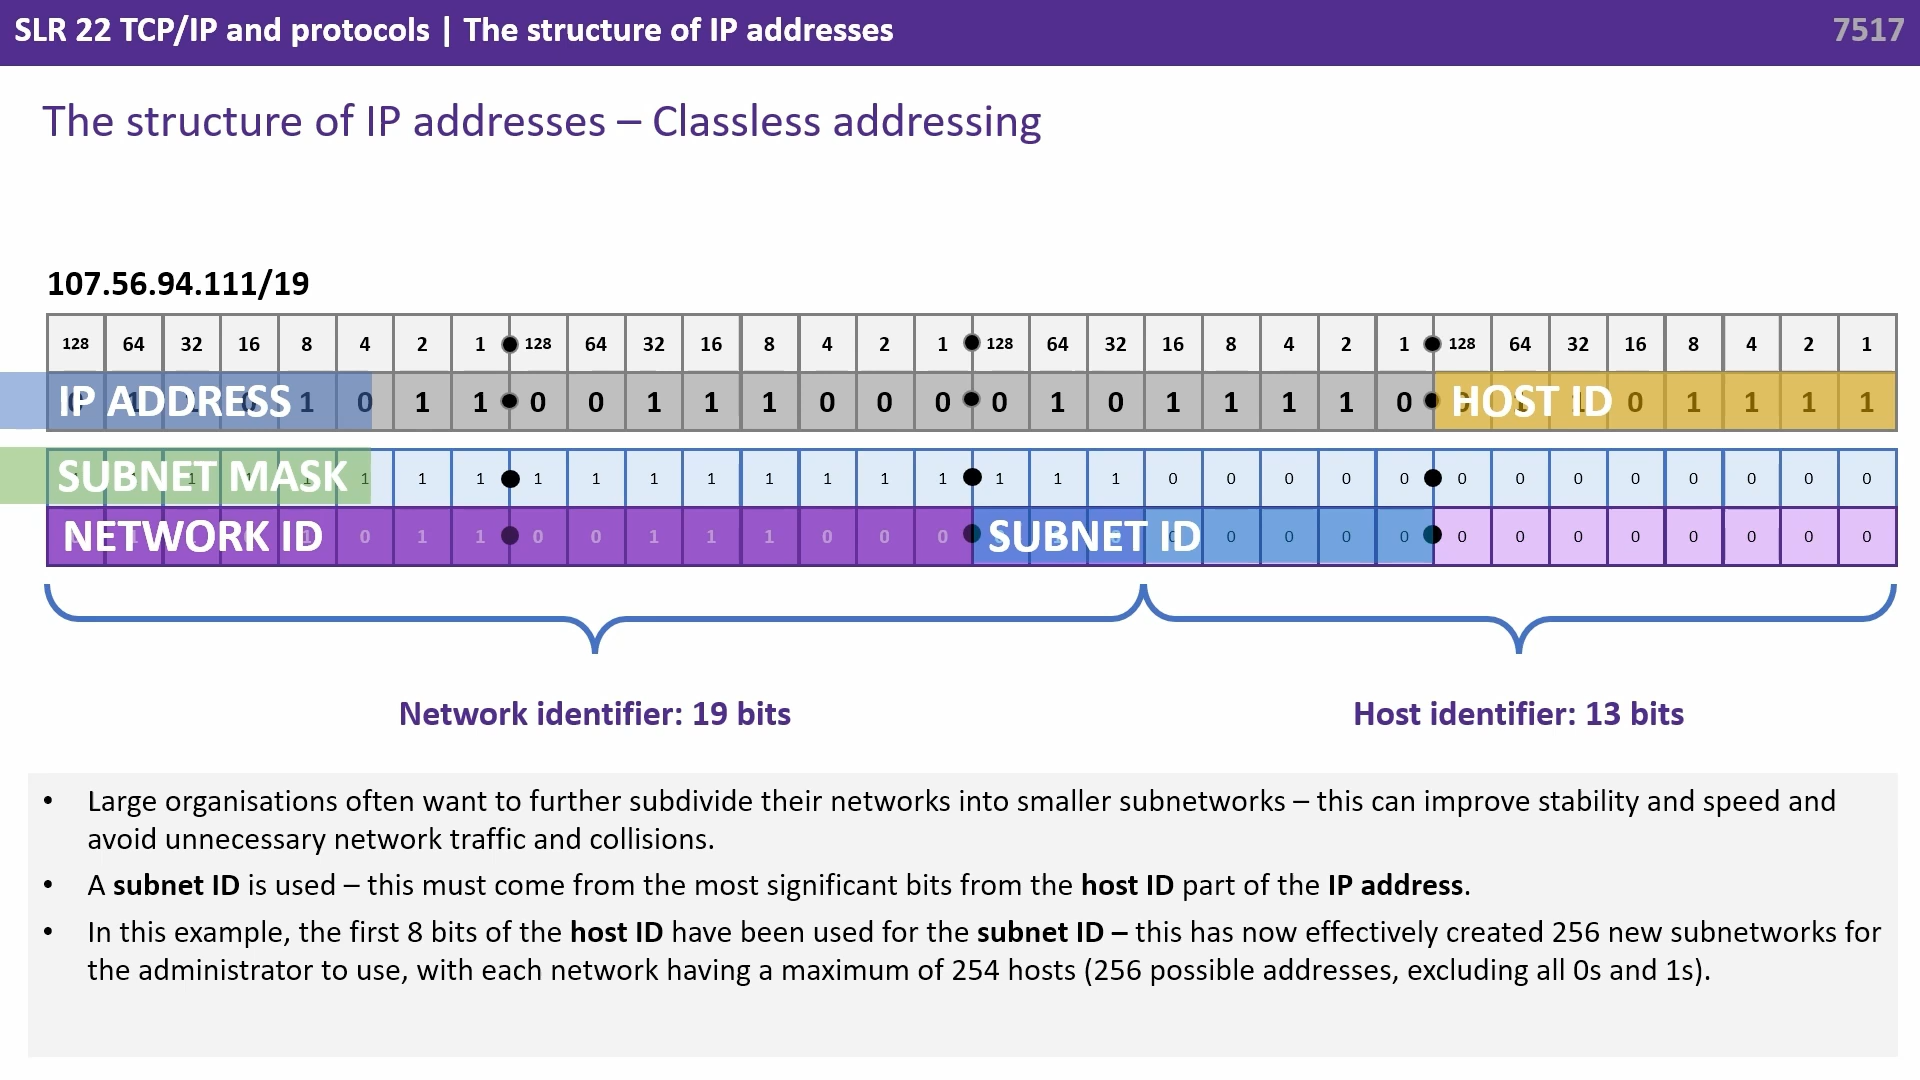 SLR 22 TCP/IP and protocols | The structure of IP addresses
7517
The structure of IP addresses – Classless addressing
107.56.94.111/19
128 64 32 16 8 4 2 1 128 64 32 16 8 4 2 1 128 64 32 16 8 4 2 1 128 64 32 16 8 4 2 1
IP ADDRESS
0 1 1 0 1 0 1 1 0 0 1 1 1 0 0 0 0 1 0 1 1 1 1 0 0 1 1 0 1 1 1 1
HOST ID
SUBNET MASK
1 1 1 1 1 1 1 1 1 1 1 1 1 1 1 1 1 1 0 0 0 0 0 0 0 0 0 0 0 0 0
NETWORK ID
0 1 1 0 0 1 1 1 0 0 0
SUBNET ID
0 0 0 0 0 0 0 0 0 0 0 0
Network identifier: 19 bits
Host identifier: 13 bits
• Large organisations often want to further subdivide their networks into smaller subnetworks – this can improve stability and speed and
avoid unnecessary network traffic and collisions.
• A subnet ID is used – this must come from the most significant bits from the host ID part of the IP address.
• In this example, the first 8 bits of the host ID have been used for the subnet ID – this has now effectively created 256 new subnetworks for
the administrator to use, with each network having a maximum of 254 hosts (256 possible addresses, excluding all 0s and 1s).